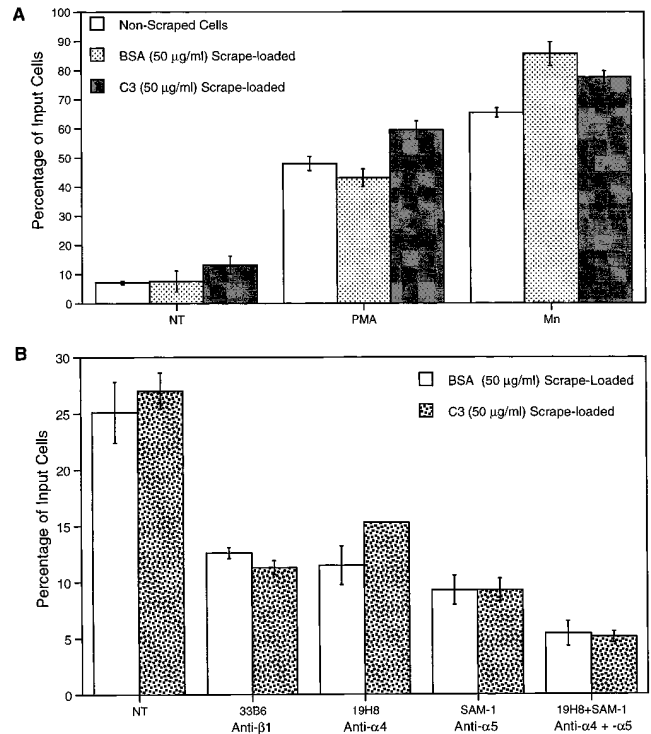 A
Percentage of Input Cells
100
90
80
70
60
50
40
30
20
10
0
Non-Scraped Cells
BSA (50 μg/ml) Scrape-loaded
C3 (50 μg/ml) Scrape-loaded
NT PMA Mn
B
Percentage of Input Cells
30
25
20
15
10
5
0
BSA (50 μg/ml) Scrape-Loaded
C3 (50 μg/ml) Scrape-loaded
NT 33B6 19H8 SAM-1 19H8+SAM-1
Anti-β1 Anti-α4 Anti-α5 Anti-α4 + -α5